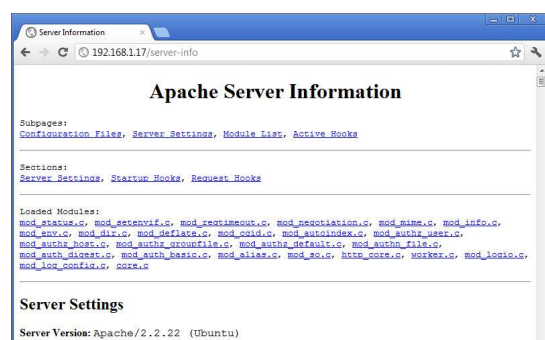 Server Information
192.168.1.17/server-info
Apache Server Information
Subpages:
Configuration Files, Server Settings, Module List, Active Hooks
Sections:
Server Settings, Startup Hooks, Request Hooks
Loaded Modules:
mod_status.c, mod_setenvif.c, mod_reqtimeout.c, mod_negotiation.c, mod_mime.c, mod_info.c,
mod_env.c, mod_dir.c, mod_deflate.c, mod_cgid.c, mod_autoindex.c, mod_authz_user.c,
mod_authz_host.c, mod_authz_groupfile.c, mod_authz_default.c, mod_authn_file.c,
mod_auth_digest.c, mod_auth_basic.c, mod_alias.c, mod_so.c, http_core.c, worker.c, mod_logio.c,
mod_log_config.c, core.c
Server Settings
Server Version: Apache/2.2.22 (Ubuntu)